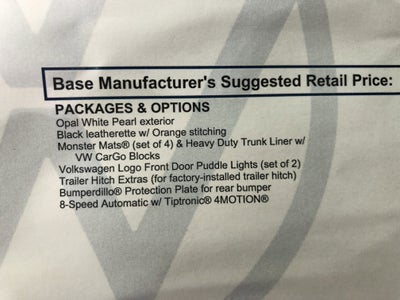 Base Manufacturer's Suggested Retail Price:
PACKAGES & OPTIONS
Opal White Pearl exterior
Black leatherette w/ Orange stitching
Monster Mats® (set of 4) & Heavy Duty Trunk Liner w/
VW CarGo Blocks
Volkswagen Logo Front Door Puddle Lights (set of 2)
Trailer Hitch Extras (for factory-installed trailer hitch)
Bumperdillo® Protection Plate for rear bumper
8-Speed Automatic w/ Tiptronic® 4MOTION®